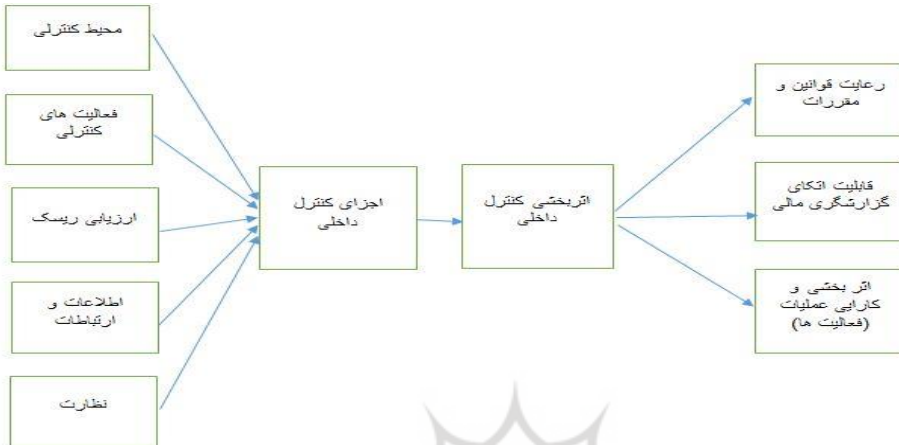 محیط کنترلی
فعالیت های
کنترلی
ارزیابی ریسک
اطلاعات و
ارتباطات
نظارت
اجزای کنترل
داخلی
اثربخشی کنترل
داخلی
رعایت قوانین و
مقررات
قابلیت اتکای
گزارشگری مالی
اثر بخشی و
کارایی عملیات
(فعالیت ها)